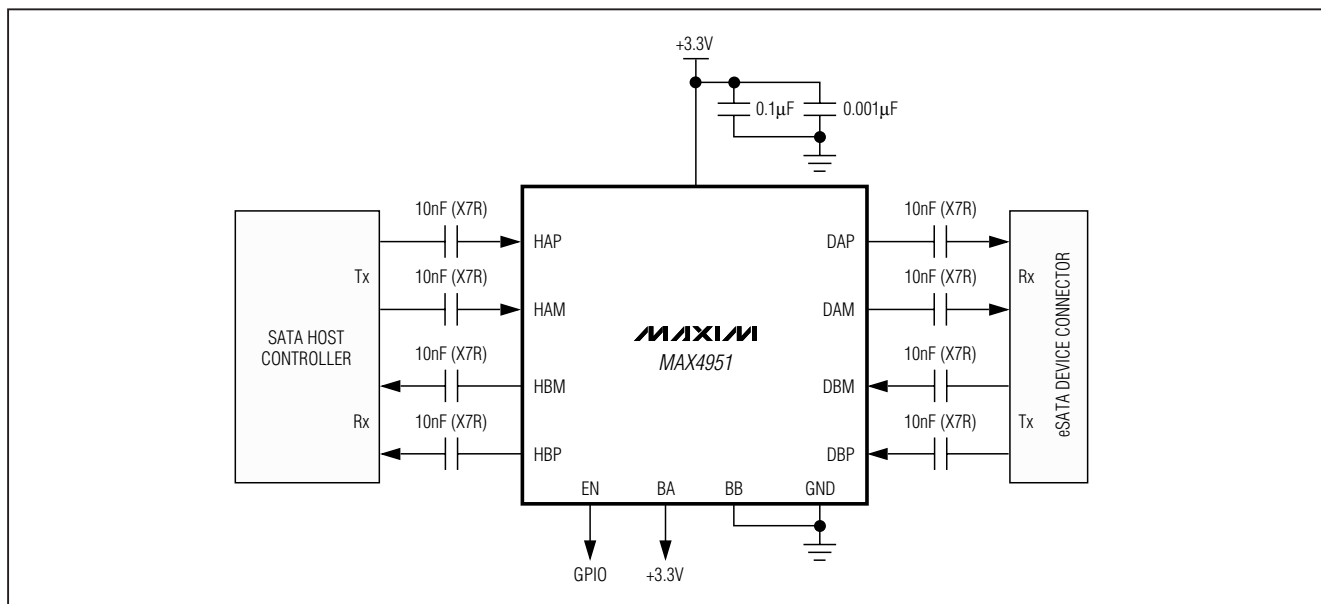 +3.3V
0.1μF
0.001μF
10nF (X7R)
10nF (X7R)
HAP
DAP
Tx
10nF (X7R)
10nF (X7R)
Rx
HAM
DAM
SATA HOST
CONTROLLER
MAXIM
MAX4951
eSATA DEVICE CONNECTOR
10nF (X7R)
10nF (X7R)
HBM
DBM
Rx
10nF (X7R)
10nF (X7R)
Tx
HBP
DBP
EN
BA
BB
GND
GPIO
+3.3V